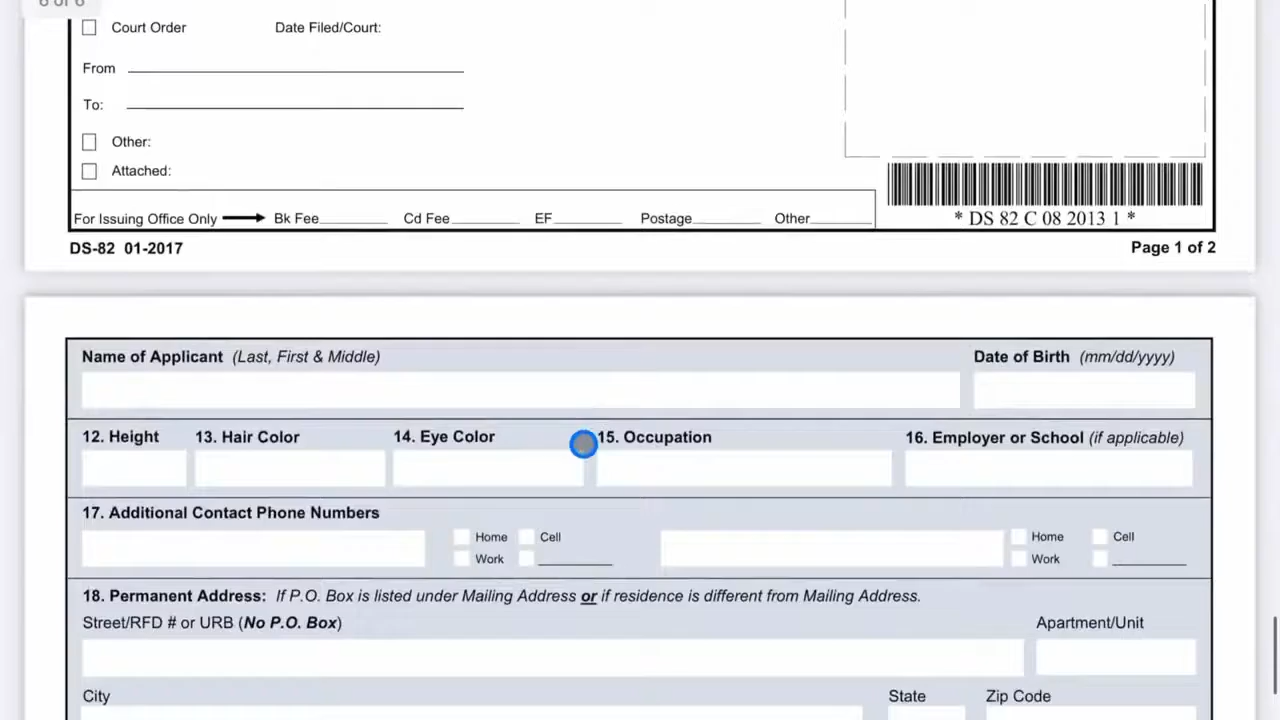 6 of 6
Court Order Date Filed/Court:
From
To:
Other:
Attached:
For Issuing Office Only Bk Fee Cd Fee EF Postage Other
* DS 82 C 08 2013 1 *
DS-82 01-2017 Page 1 of 2
Name of Applicant (Last, First & Middle) Date of Birth (mm/dd/yyyy)
12. Height 13. Hair Color 14. Eye Color 15. Occupation 16. Employer or School (if applicable)
17. Additional Contact Phone Numbers
Home Cell Home Cell
Work Work
18. Permanent Address: If P.O. Box is listed under Mailing Address or if residence is different from Mailing Address.
Street/RFD # or URB (No P.O. Box) Apartment/Unit
City State Zip Code